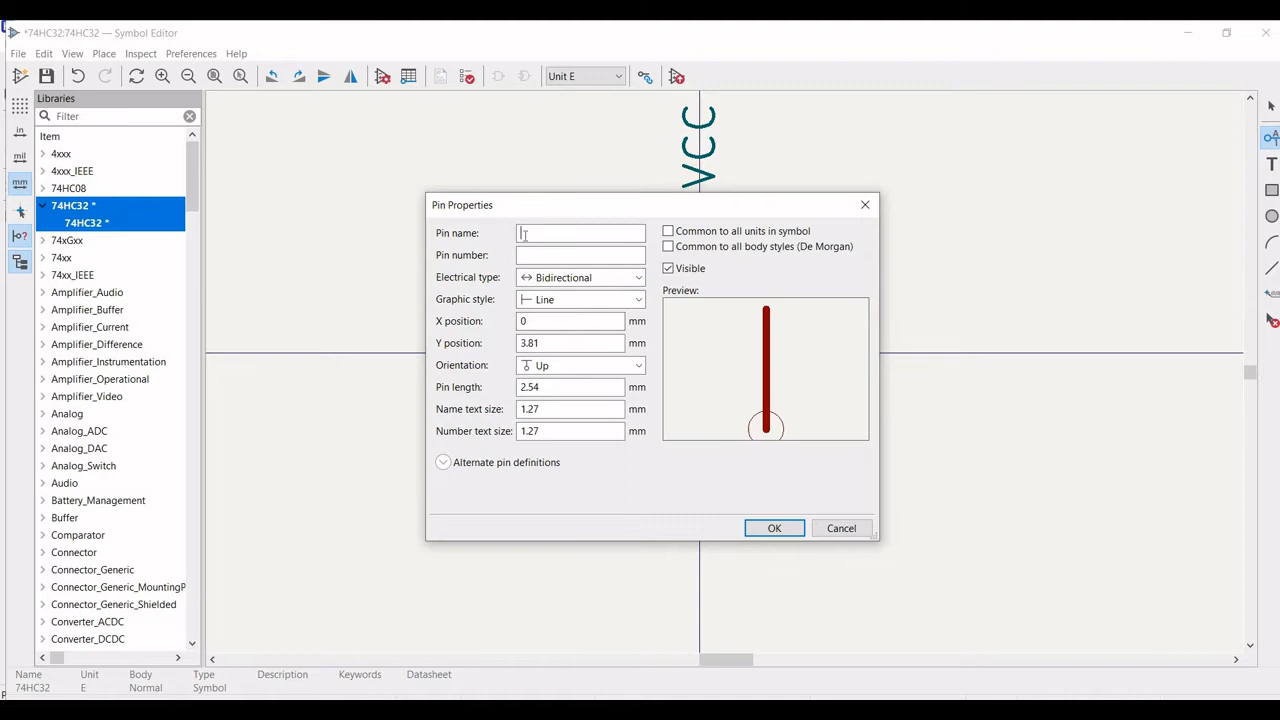 *74HC32:74HC32 — Symbol Editor
File Edit View Place Inspect Preferences Help
Unit E
Libraries
Filter
Item
4xxx
4xxx_IEEE
74HC08
74HC32 *
74HC32 *
74xGxx
74xx
74xx_IEEE
Amplifier_Audio
Amplifier_Buffer
Amplifier_Current
Amplifier_Difference
Amplifier_Instrumentation
Amplifier_Operational
Amplifier_Video
Analog
Analog_ADC
Analog_DAC
Analog_Switch
Audio
Battery_Management
Buffer
Comparator
Connector
Connector_Generic
Connector_Generic_MountingP
Connector_Generic_Shielded
Converter_ACDC
Converter_DCDC
in
mil
mm
VCC
Pin Properties
Pin name:
Pin number:
Electrical type: Bidirectional
Graphic style: Line
X position: 0 mm
Y position: 3.81 mm
Orientation: Up
Pin length: 2.54 mm
Name text size: 1.27 mm
Number text size: 1.27 mm
Alternate pin definitions
Common to all units in symbol
Common to all body styles (De Morgan)
Visible
Preview:
OK Cancel
Name Unit Body Type Description Keywords Datasheet
74HC32 E Normal Symbol